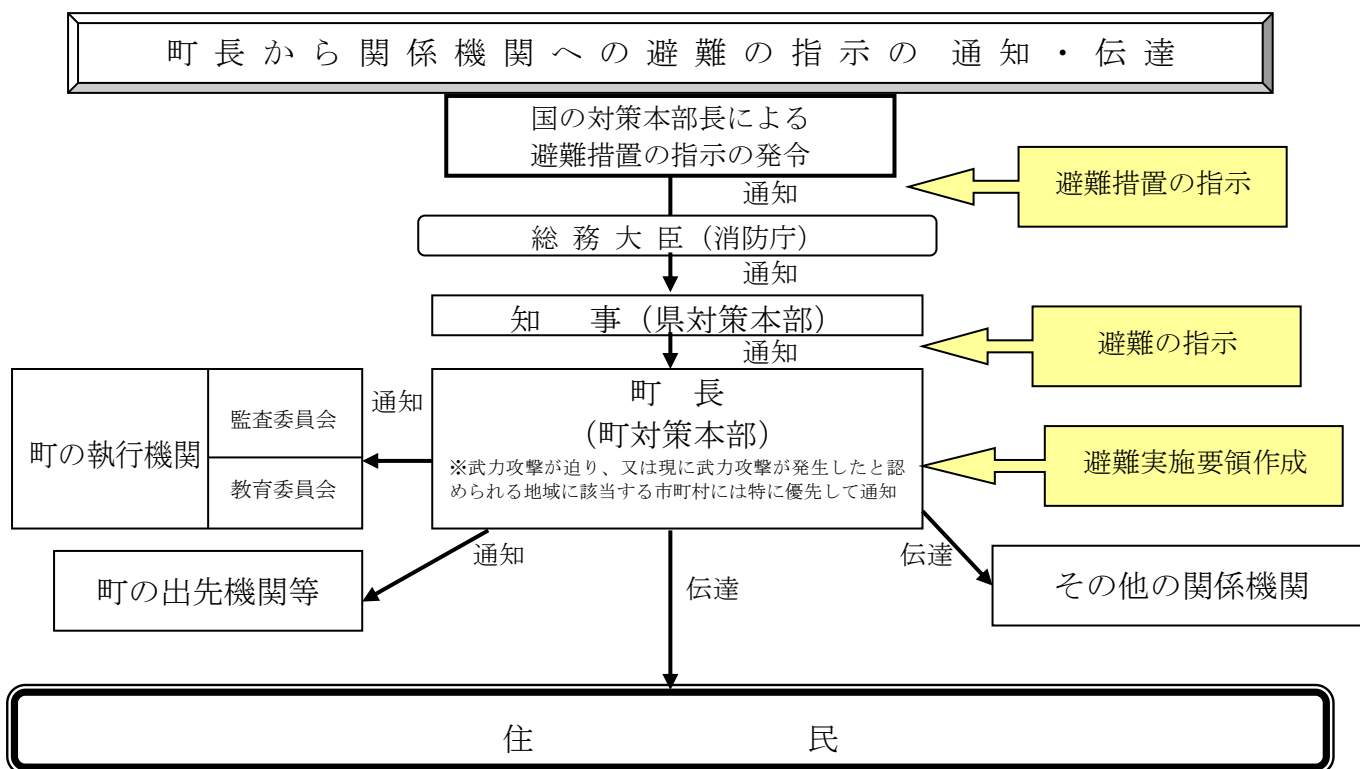 町長から関係機関への避難の指示の 通知・伝達
国の対策本部長による
避難措置の指示の発令
通知
避難措置の指示
総務大臣（消防庁）
通知
知　事（県対策本部）
通知
避難の指示
町の執行機関
監査委員会
教育委員会
通知
町　長
（町対策本部）
※武力攻撃が迫り、又は現に武力攻撃が発生したと認
められる地域に該当する市町村には特に優先して通知
避難実施要領作成
通知
伝達
伝達
町の出先機関等
その他の関係機関
住　民